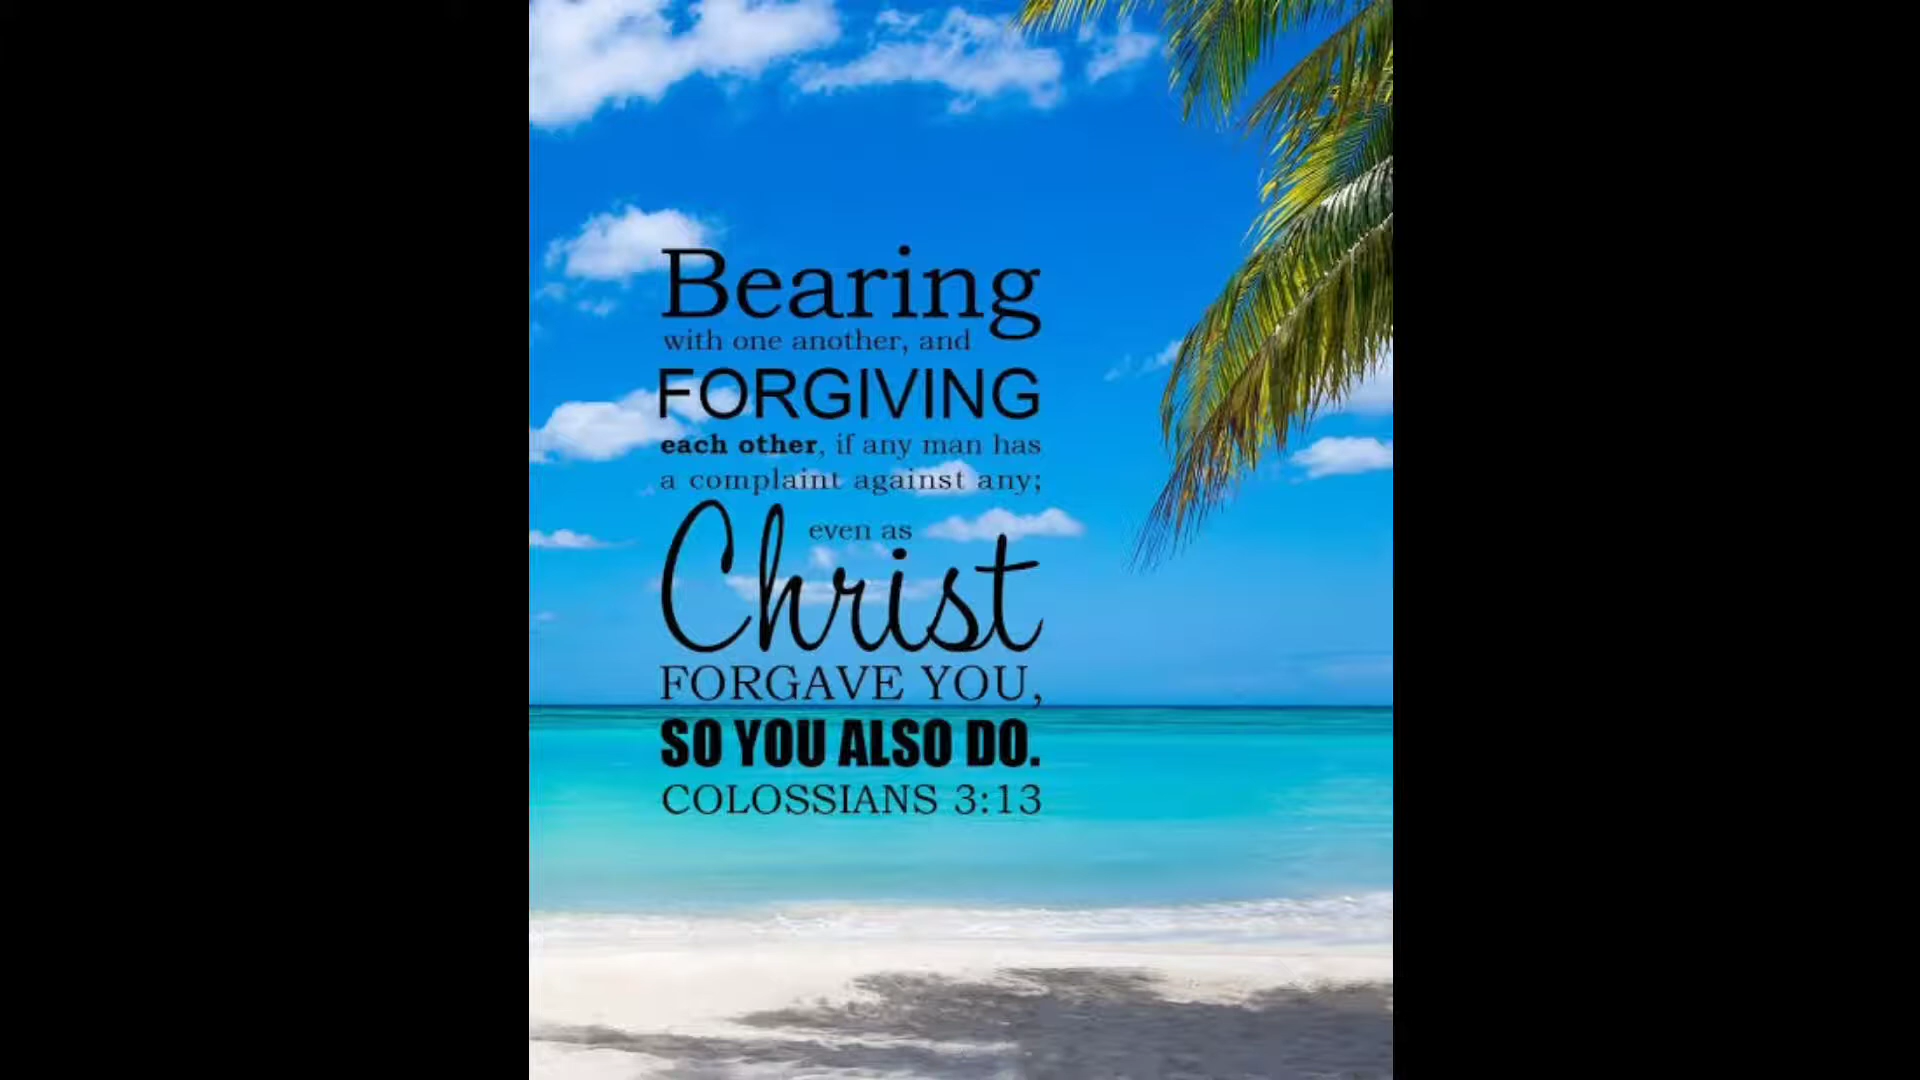 Bearing
with one another, and
FORGIVING
each other, if any man has
a complaint against any;
even as
Christ
FORGAVE YOU,
SO YOU ALSO DO.
COLOSSIANS 3:13